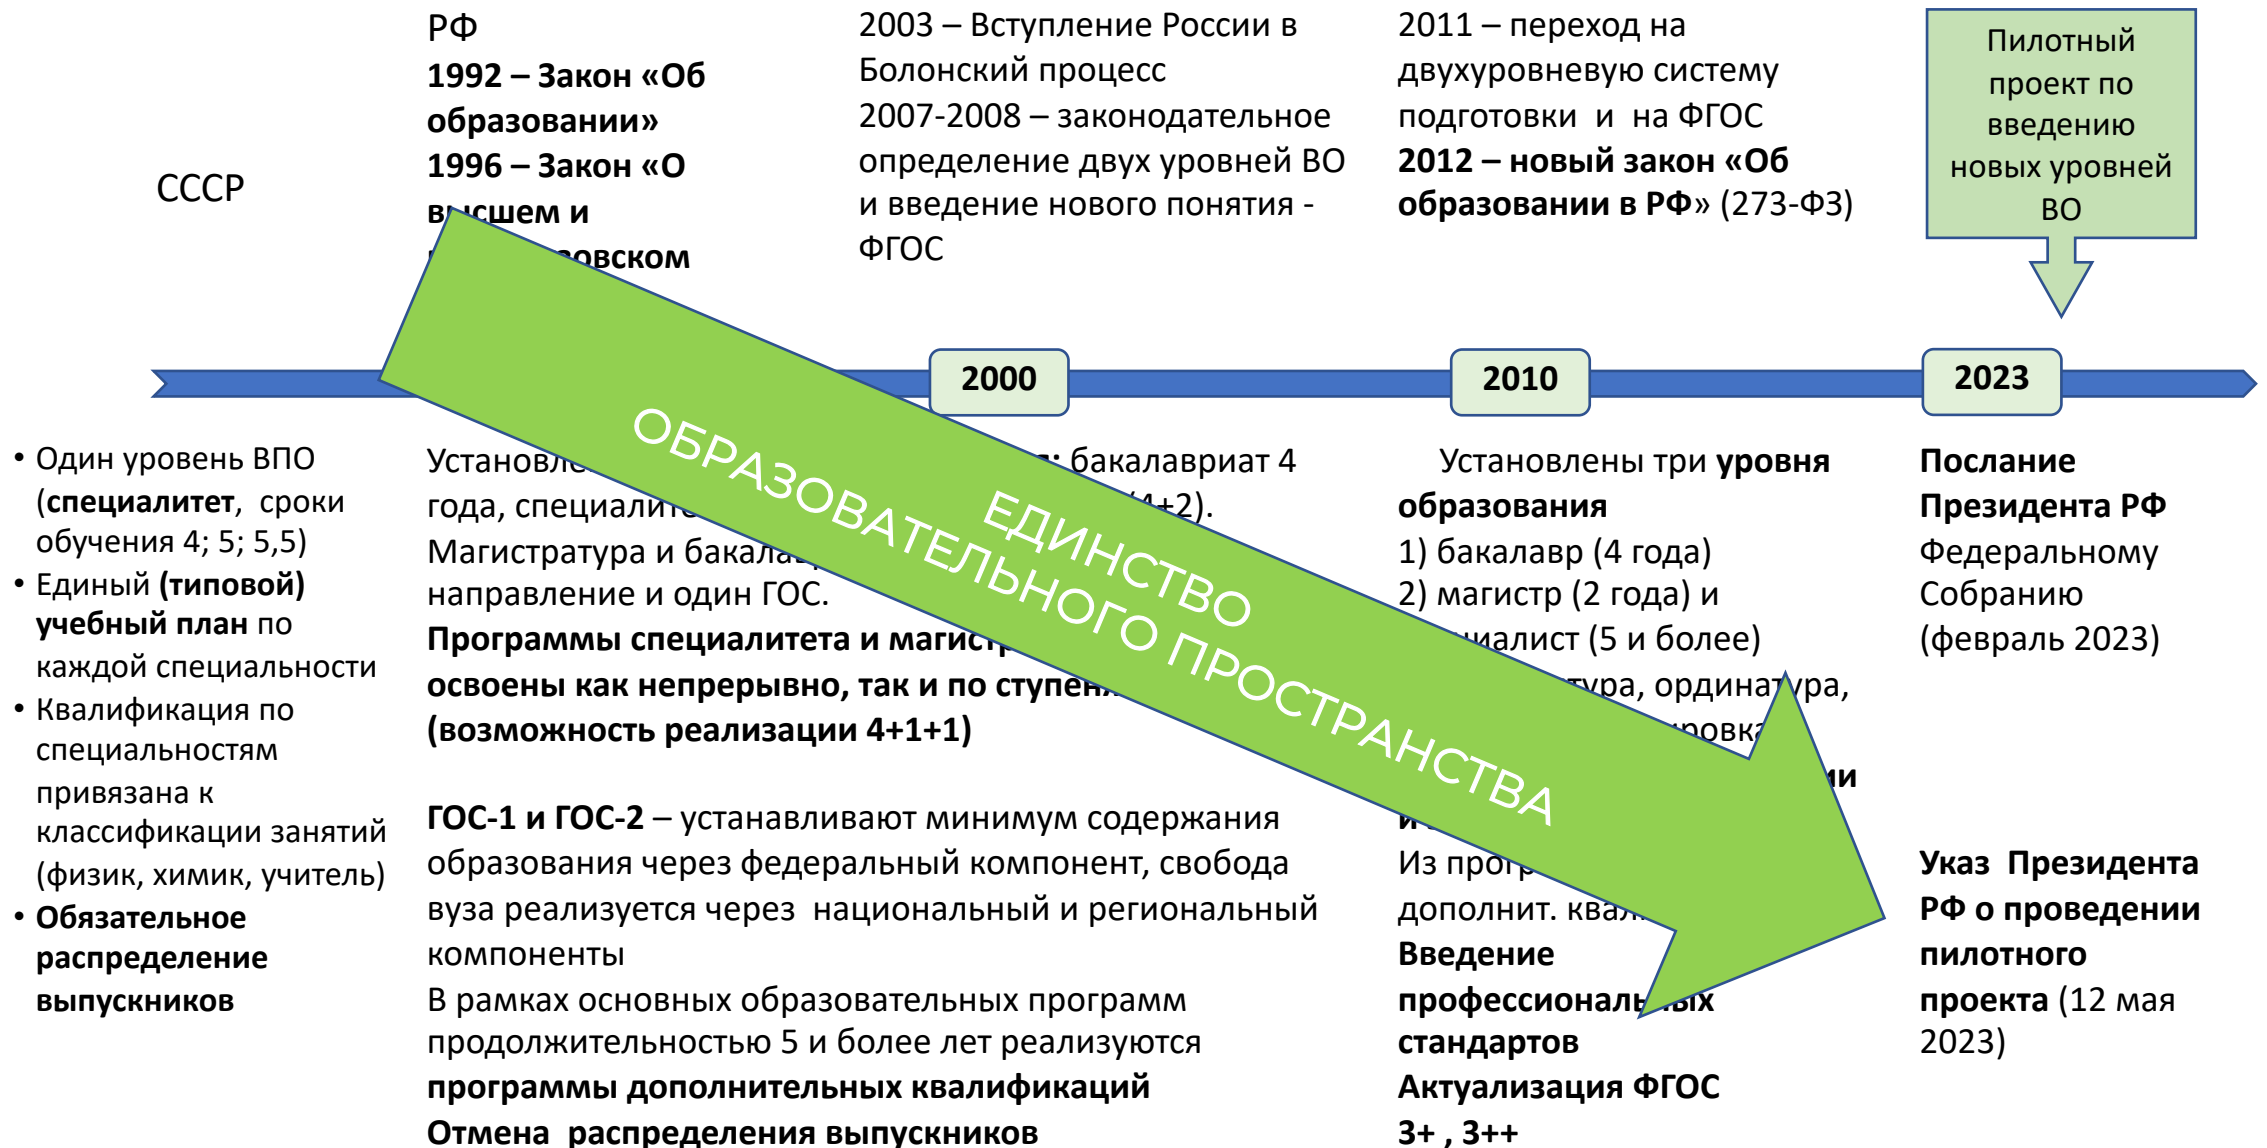 СССР
РФ
1992 – Закон «Об
образовании»
1996 – Закон «О
высшем и
2003 – Вступление России в
Болонский процесс
2007-2008 – законодательное
определение двух уровней ВО
и введение нового понятия -
ФГОС
2011 – переход на
двухуровневую систему
подготовки и на ФГОС
2012 – новый закон «Об
образовании в РФ» (273-ФЗ)
Пилотный
проект по
введению
новых уровней
ВО
2000
2010
2023
ЕДИНСТВО
ОБРАЗОВАТЕЛЬНОГО ПРОСТРАНСТВА
• Один уровень ВПО
(специалитет, сроки
обучения 4; 5; 5,5)
• Единый (типовой)
учебный план по
каждой специальности
• Квалификация по
специальностям
привязана к
классификации занятий
(физик, химик, учитель)
• Обязательное
распределение
выпускников
бакалавриат 4
года, (4+2).
Магистратура и
направление и один ГОС.
Программы специалитета и
освоены как непрерывно, так и по
(возможность реализации 4+1+1)
ГОС-1 и ГОС-2 – устанавливают минимум содержания
образования через федеральный компонент, свобода
вуза реализуется через национальный и региональный
компоненты
В рамках основных образовательных программ
продолжительностью 5 и более лет реализуются
программы дополнительных квалификаций
Отмена распределения выпускников
Установлены три уровня
образования
1) бакалавр (4 года)
2) магистр (2 года) и
специалист (5 и более)
ординатура,
Из
дополнит.
Введение
профессиональных
стандартов
Актуализация ФГОС
3+ , 3++
Послание
Президента РФ
Федеральному
Собранию
(февраль 2023)
Указ Президента
РФ о проведении
пилотного
проекта (12 мая
2023)